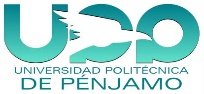 UPP
UNIVERSIDAD POLITÉCNICA
DE PÉNJAMO